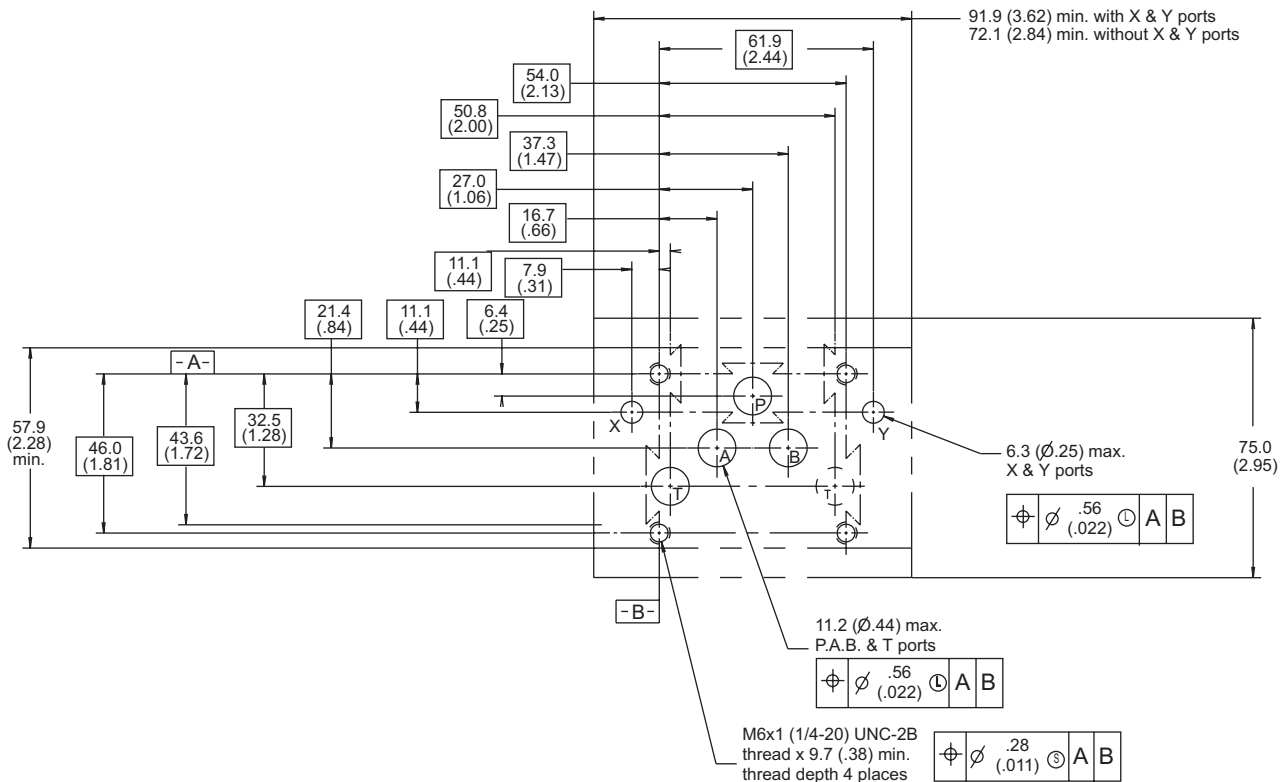 91.9 (3.62) min. with X & Y ports
72.1 (2.84) min. without X & Y ports
61.9
(2.44)
54.0
(2.13)
50.8
(2.00)
37.3
(1.47)
27.0
(1.06)
16.7
(.66)
11.1
(.44)
7.9
(.31)
21.4
(.84)
11.1
(.44)
6.4
(.25)
-A-
57.9
(2.28)
min.
46.0
(1.81)
43.6
(1.72)
32.5
(1.28)
X
P
Y
A
B
T
T
75.0
(2.95)
6.3 (Ø.25) max.
X & Y ports
⌖ Ø .56 (.022) Ⓛ A B
-B-
11.2 (Ø.44) max.
P.A.B. & T ports
⌖ Ø .56 (.022) Ⓛ A B
M6x1 (1/4-20) UNC-2B
thread x 9.7 (.38) min.
thread depth 4 places
⌖ Ø .28 (.011) Ⓢ A B